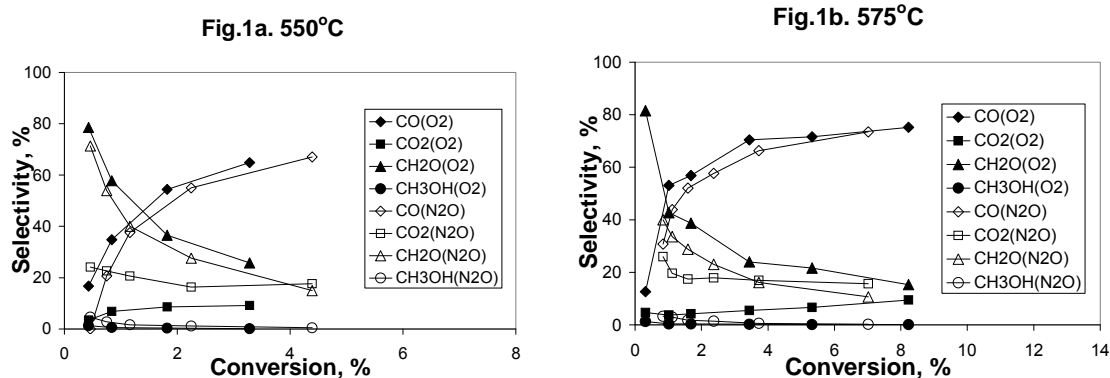 Fig.1a. 550°C
100
80
60
40
20
0
Selectivity, %
0 2 4 6 8
Conversion, %
CO(O2)
CO2(O2)
CH2O(O2)
CH3OH(O2)
CO(N2O)
CO2(N2O)
CH2O(N2O)
CH3OH(N2O)
Fig.1b. 575°C
100
80
60
40
20
0
Selectivity, %
0 2 4 6 8 10 12 14
Conversion, %
CO(O2)
CO2(O2)
CH2O(O2)
CH3OH(O2)
CO(N2O)
CO2(N2O)
CH2O(N2O)
CH3OH(N2O)